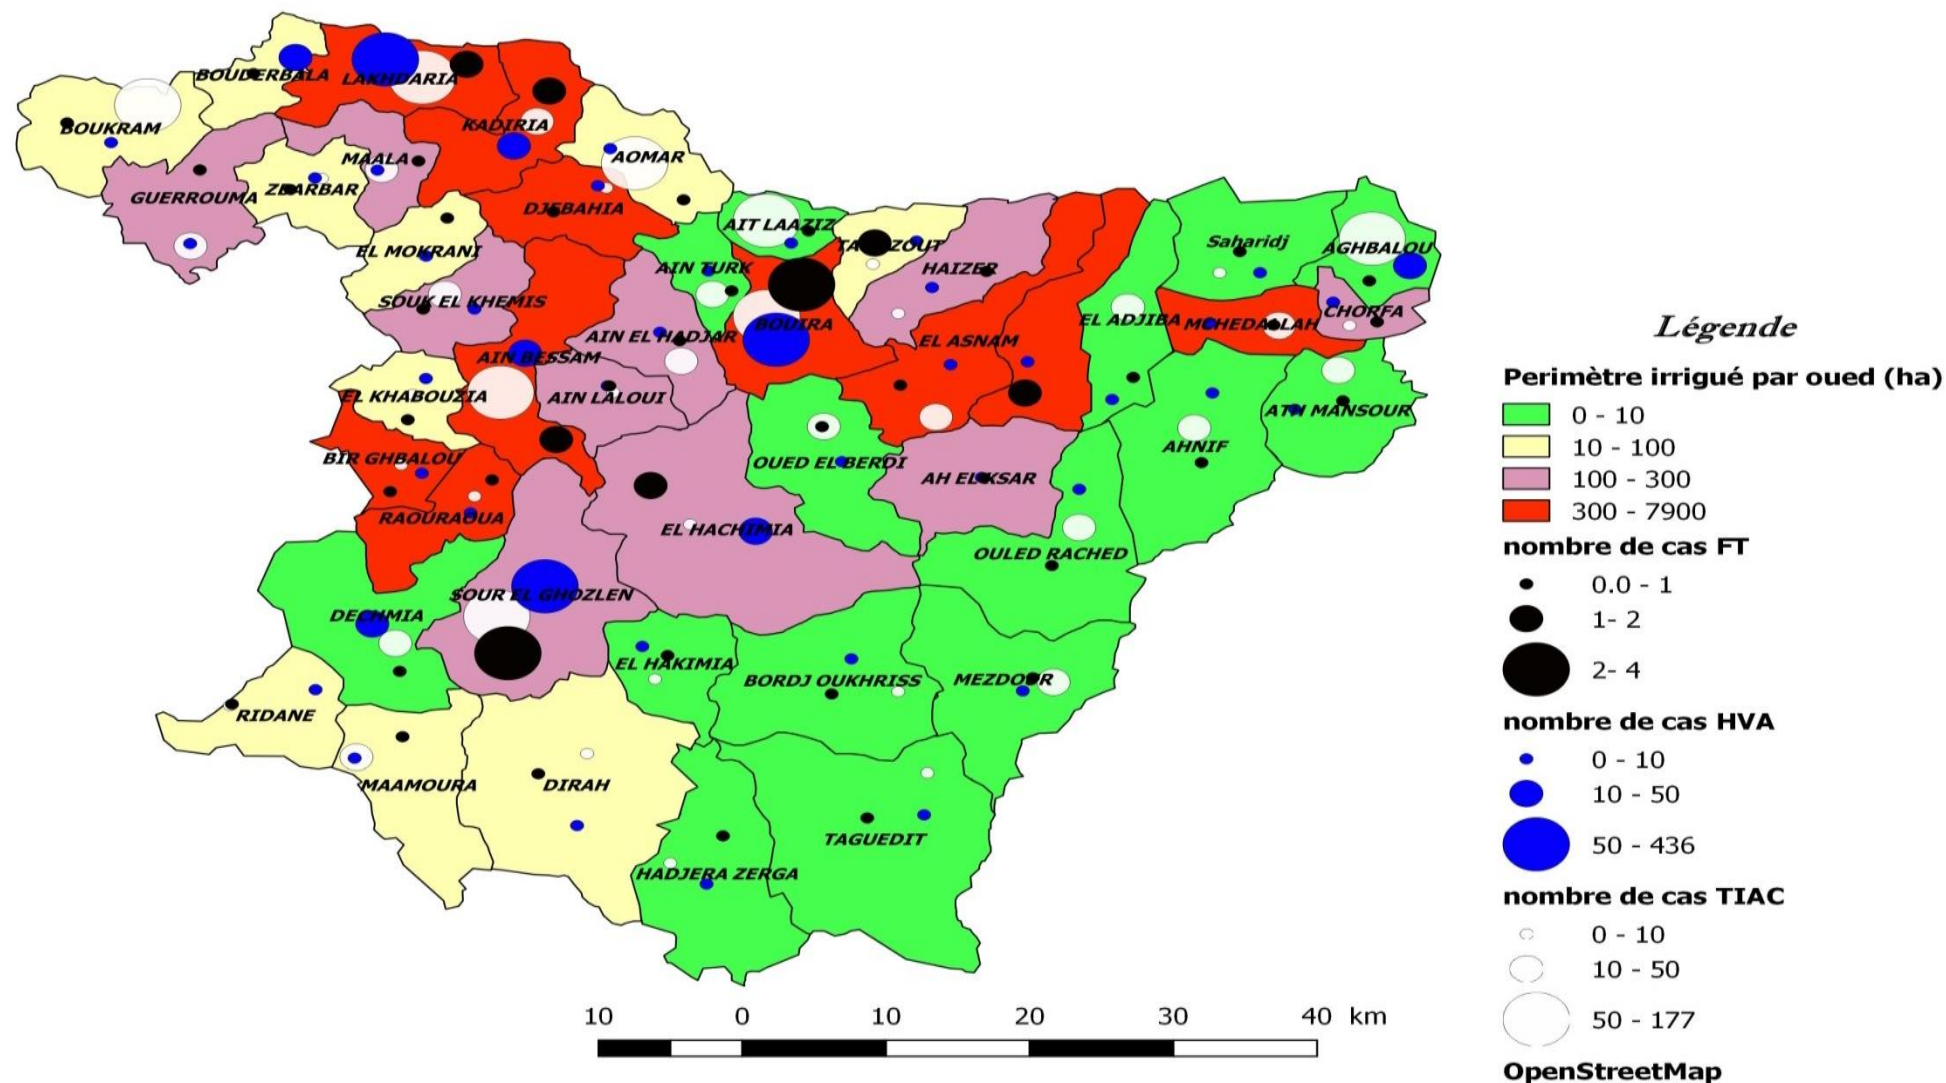 BOUDERBALA
LAKHDARIA
BOUKRAM
KADIRIA
MAALA
AOMAR
ZBARBAR
GUERROUMA
DJEBAHIA
AIT LAAZIZ
TAGHZOUT
Saharidj
AGHBALOU
EL MOKRANI
AIN TURK
HAIZER
SOUK EL KHEMIS
CHORFA
EL ADJIBA
MCHEDALLAH
BOUIRA
AIN EL HADJAR
EL ASNAM
AIN BESSAM
EL KHABOUZIA
AIN LALOUI
ATH MANSOUR
AHNIF
BIR GHBALOU
OUED EL BERDI
AH ELKSAR
RAOURAOUA
EL HACHIMIA
OULED RACHED
SOUR EL GHOZLEN
DECHMIA
EL HAKIMIA
BORDJ OUKHRISS
MEZDOUR
RIDANE
MAAMOURA
DIRAH
TAGUEDIT
HADJERA ZERGA
10 0 10 20 30 40 km
Légende
Perimètre irrigué par oued (ha)
0 - 10
10 - 100
100 - 300
300 - 7900
nombre de cas FT
0.0 - 1
1- 2
2- 4
nombre de cas HVA
0 - 10
10 - 50
50 - 436
nombre de cas TIAC
0 - 10
10 - 50
50 - 177
OpenStreetMap